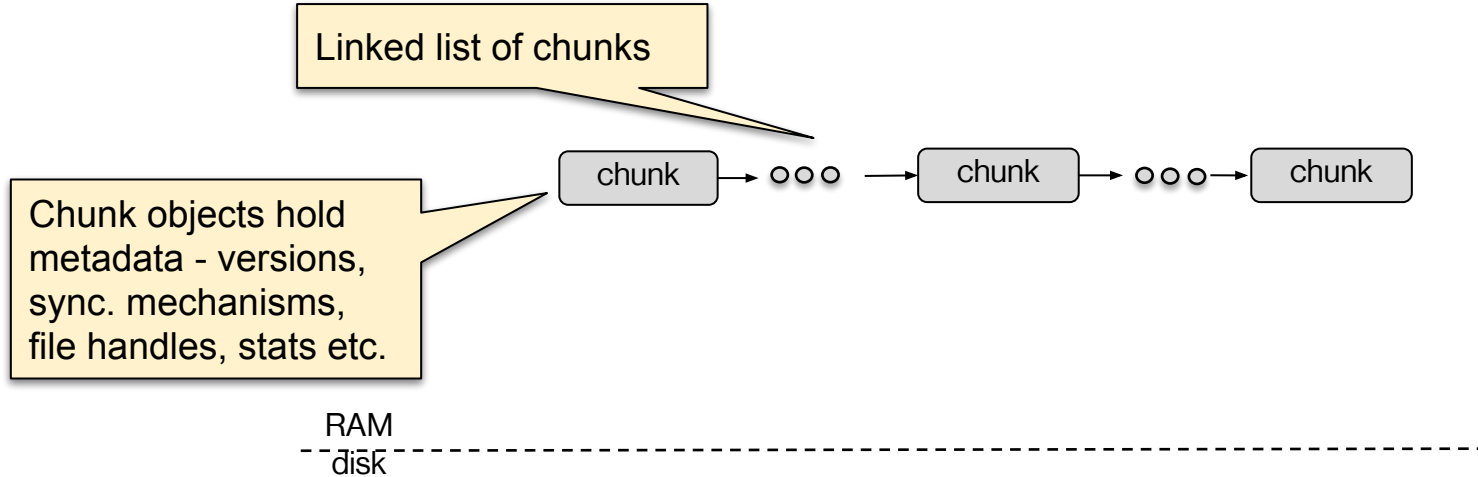 Linked list of chunks
chunk
chunk
chunk
Chunk objects hold
metadata - versions,
sync. mechanisms,
file handles, stats etc.
RAM
disk